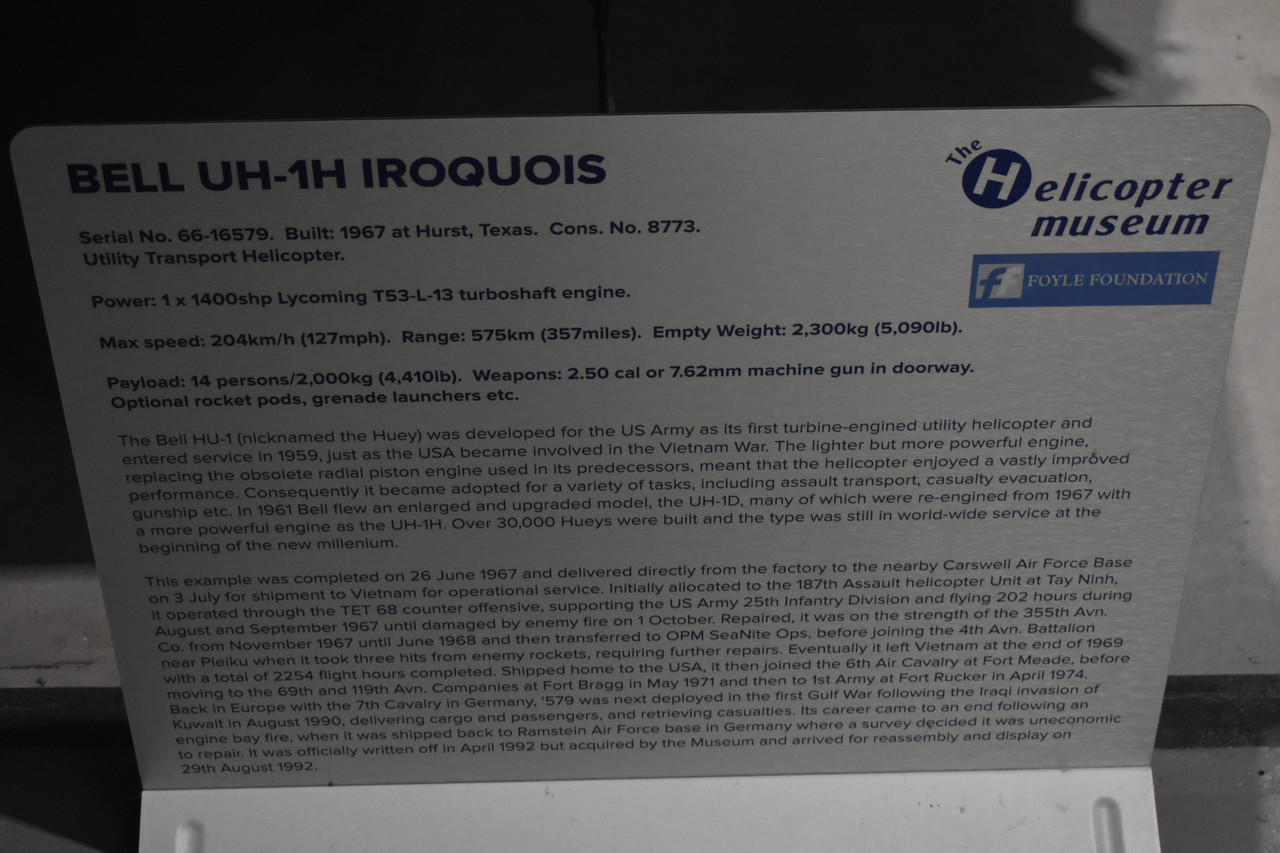 BELL UH-1H IROQUOIS
The Helicopter
museum
FOYLE FOUNDATION
Serial No. 66-16579. Built: 1967 at Hurst, Texas. Cons. No. 8773.
Utility Transport Helicopter.
Power: 1 x 1400shp Lycoming T53-L-13 turboshaft engine.
Max speed: 204km/h (127mph). Range: 575km (357miles). Empty Weight: 2,300kg (5,090lb).
Payload: 14 persons/2,000kg (4,410lb). Weapons: 2.50 cal or 7.62mm machine gun in doorway.
Optional rocket pods, grenade launchers etc.
The Bell HU-1 (nicknamed the Huey) was developed for the US Army as its first turbine-engined utility helicopter and
entered service in 1959, just as the USA became involved in the Vietnam War. The lighter but more powerful engine,
replacing the obsolete radial piston engine used in its predecessors, meant that the helicopter enjoyed a vastly improved
performance. Consequently it became adopted for a variety of tasks, including assault transport, casualty evacuation,
gunship etc. In 1961 Bell flew an enlarged and upgraded model, the UH-1D, many of which were re-engined from 1967 with
a more powerful engine as the UH-1H. Over 30,000 Hueys were built and the type was still in world-wide service at the
beginning of the new millenium.
This example was completed on 26 June 1967 and delivered directly from the factory to the nearby Carswell Air Force Base
on 3 July for shipment to Vietnam for operational service. Initially allocated to the 187th Assault helicopter Unit at Tay Ninh,
it operated through the TET 68 counter offensive, supporting the US Army 25th Infantry Division and flying 202 hours during
August and September 1967 until damaged by enemy fire on 1 October. Repaired, it was on the strength of the 355th Avn.
Co. from November 1967 until June 1968 and then transferred to OPM SeaNite Ops, before joining the 4th Avn. Battalion
near Pleiku when it took three hits from enemy rockets, requiring further repairs. Eventually it left Vietnam at the end of 1969
with a total of 2254 flight hours completed. Shipped home to the USA, it then joined the 6th Air Cavalry at Fort Meade, before
moving to the 69th and 119th Avn. Companies at Fort Bragg in May 1971 and then to 1st Army at Fort Rucker in April 1974.
Back in Europe with the 7th Cavalry in Germany, '579 was next deployed in the first Gulf War following the Iraqi invasion of
Kuwait in August 1990, delivering cargo and passengers, and retrieving casualties. Its career came to an end following an
engine bay fire, when it was shipped back to Ramstein Air Force base in Germany where a survey decided it was uneconomic
to repair. It was officially written off in April 1992 but acquired by the Museum and arrived for reassembly and display on
29th August 1992.